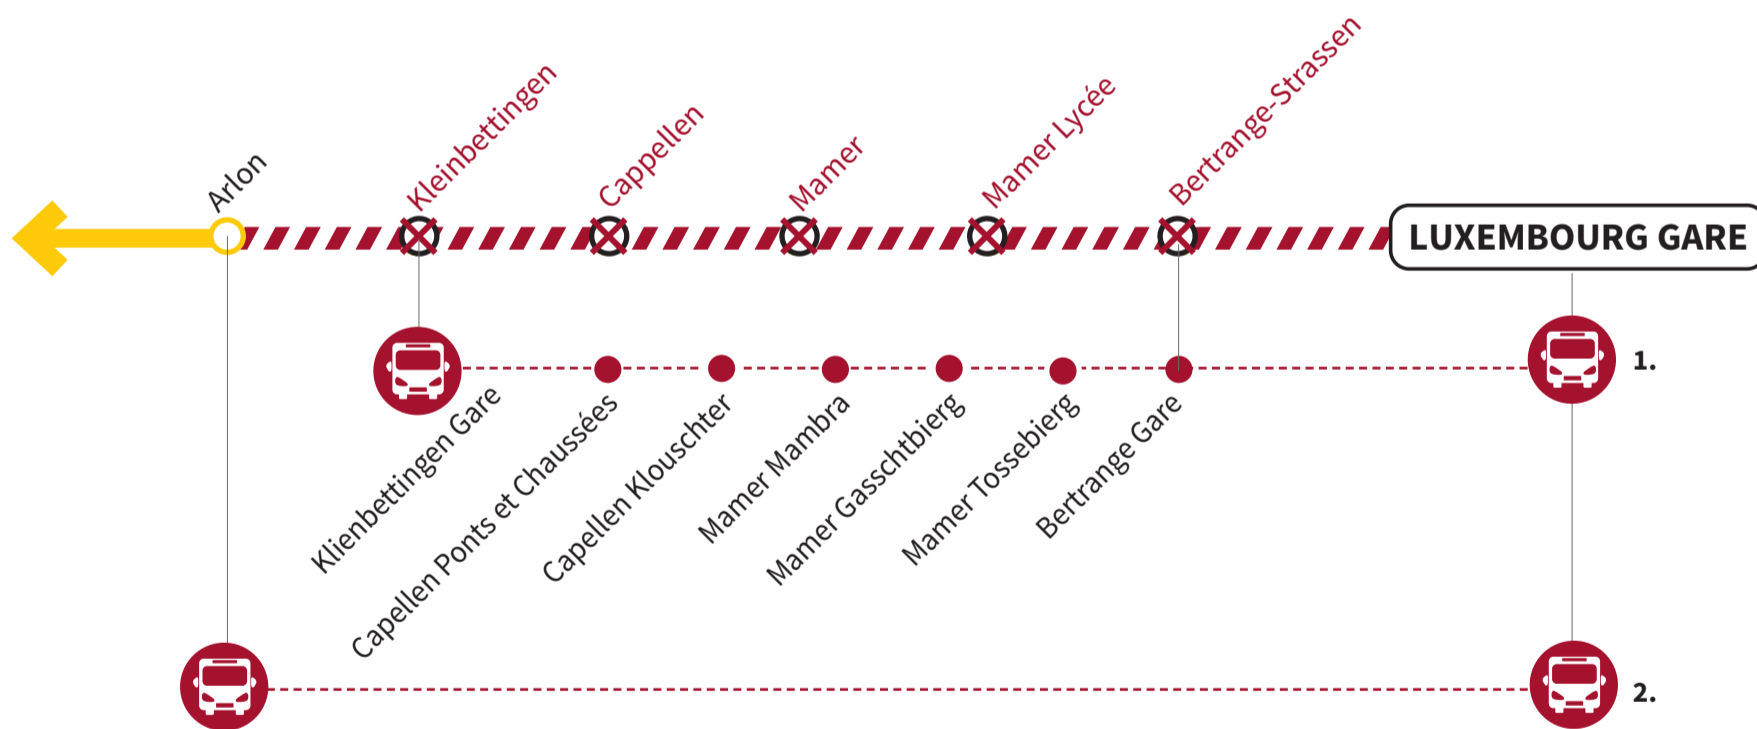 Arlon
Kleinbettingen
Cappellen
Mamer
Mamer Lycée
Bertrange-Strassen
LUXEMBOURG GARE
1.
Klienbettingen Gare
Capellen Ponts et Chaussées
Capellen Klouschter
Mamer Mambra
Mamer Gasschtbierg
Mamer Tossebierg
Bertrange Gare
2.